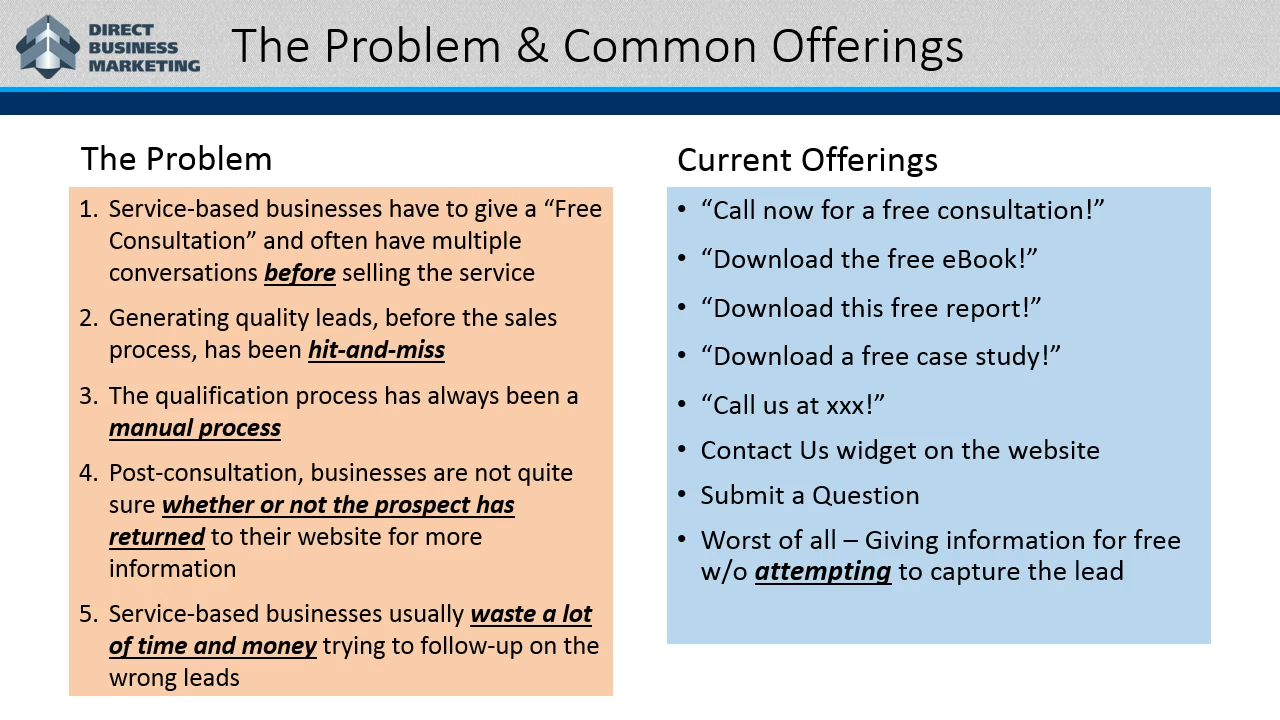 DIRECT
BUSINESS
MARKETING
The Problem & Common Offerings
The Problem
1. Service-based businesses have to give a “Free
Consultation” and often have multiple
conversations before selling the service
2. Generating quality leads, before the sales
process, has been hit-and-miss
3. The qualification process has always been a
manual process
4. Post-consultation, businesses are not quite
sure whether or not the prospect has
returned to their website for more
information
5. Service-based businesses usually waste a lot
of time and money trying to follow-up on the
wrong leads
Current Offerings
• “Call now for a free consultation!”
• “Download the free eBook!”
• “Download this free report!”
• “Download a free case study!”
• “Call us at xxx!”
• Contact Us widget on the website
• Submit a Question
• Worst of all – Giving information for free
w/o attempting to capture the lead